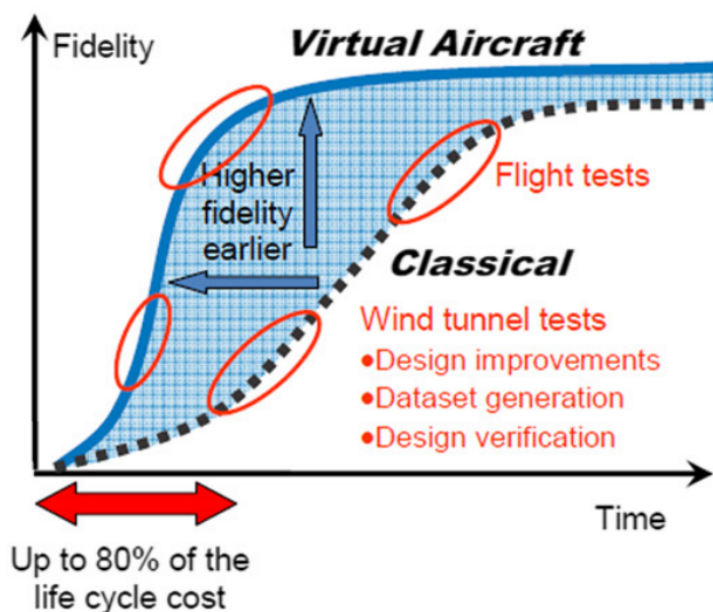 Fidelity
Virtual Aircraft
Higher
fidelity
earlier
Flight tests
Classical
Wind tunnel tests
•Design improvements
•Dataset generation
•Design verification
Time
Up to 80% of the
life cycle cost